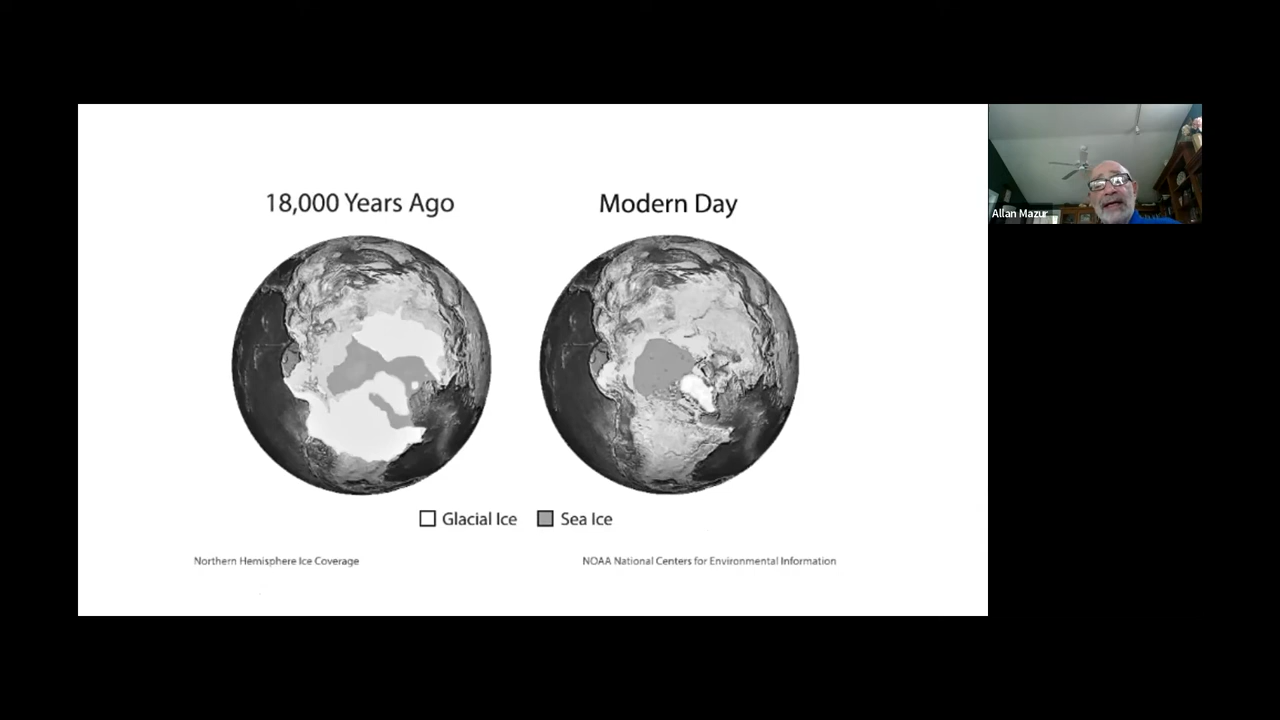 18,000 Years Ago
Modern Day
Allan Mazur
Glacial Ice
Sea Ice
Northern Hemisphere Ice Coverage
NOAA National Centers for Environmental Information